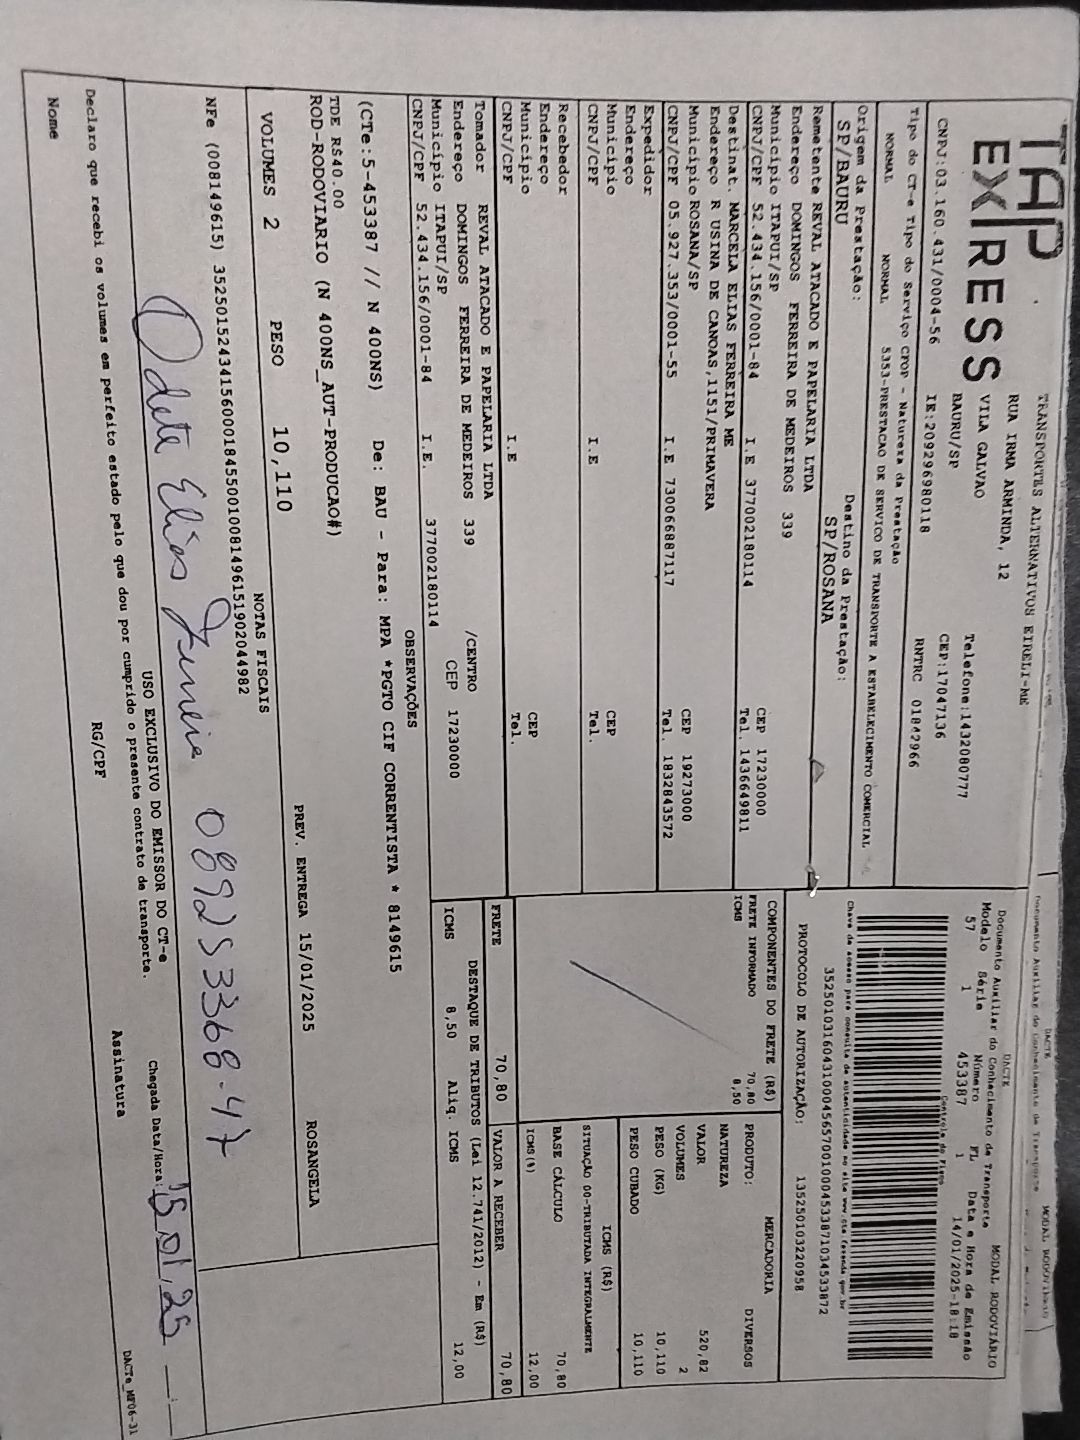 TAP
EXPRESS
TRANSPORTES ALTERNATIVOS EIRELI-ME
RUA IRMA ARMINDA, 12
VILA GALVAO
BAURU/SP
Telefone:1432080777
CEP:17047136
CNPJ:03.160.431/0004-56 IE:209296980118 RNTRC 01842966
DACTE MODAL RODOVIÁRIO
Documento Auxiliar do Conhecimento de Transporte
Modelo Série Número FL Data e Hora de Emissão
57 1 453387 1 14/01/2025-18:18
Controle do Fisco
Chave de acesso para consulta de autenticidade no site www.cte.fazenda.gov.br
PROTOCOLO DE AUTORIZAÇÃO: 135250103220958
Tipo do CT-e Tipo do Serviço CFOP - Natureza da Prestação
NORMAL NORMAL 5353-PRESTACAO DE SERVICO DE TRANSPORTE A ESTABELECIMENTO COMERCIAL
Origem da Prestação: Destino da Prestação:
SP/BAURU SP/ROSANA
Remetente REVAL ATACADO E PAPELARIA LTDA
Endereço DOMINGOS FERREIRA DE MEDEIROS 339
Município ITAPUI/SP CEP 17230000
CNPJ/CPF 52.434.156/0001-84 I.E 377002180114 Tel. 1436649811
Destinat. MARCELA ELIAS FERREIRA ME
Endereço R USINA DE CANOAS,1151/PRIMAVERA
Município ROSANA/SP CEP 19273000
CNPJ/CPF 05.927.353/0001-55 I.E 730066887117 Tel. 1832843572
Expedidor
Endereço
Município CEP
CNPJ/CPF I.E Tel.
Recebedor
Endereço
Município CEP
CNPJ/CPF I.E Tel.
Tomador REVAL ATACADO E PAPELARIA LTDA
Endereço DOMINGOS FERREIRA DE MEDEIROS 339 /CENTRO
Município ITAPUI/SP CEP 17230000
CNPJ/CPF 52.434.156/0001-84 I.E. 377002180114
COMPONENTES DO FRETE (R$)
FRETE INFORMADO 70,80
ICMS 8,50
MERCADORIA
PRODUTO: DIVERSOS
NATUREZA
VALOR 520,82
VOLUMES 2
PESO (KG) 10,110
PESO CUBADO 10,110
ICMS (R$)
SITUAÇÃO 00-TRIBUTADA INTEGRALMENTE
BASE CÁLCULO 70,80
ICMS(%) 12,00
FRETE 70,80 VALOR A RECEBER 70,80
DESTAQUE DE TRIBUTOS (Lei 12.741/2012) - Em (R$)
ICMS 8,50 Aliq. ICMS 12,00
OBSERVAÇÕES
(CTe:5-453387 // N 400NS) De: BAU - Para: MPA *PGTO CIF CORRENTISTA * 8149615
TDE R$40.00
ROD-RODOVIARIO (N 400NS_AUT-PRODUCAO#)
VOLUMES 2 PESO 10,110 PREV. ENTREGA 15/01/2025 ROSANGELA
NOTAS FISCAIS
NFe (008149615) 35250152434156000184550010081496151902044982
USO EXCLUSIVO DO EMISSOR DO CT-e
Odete Elias 089253368-47
Declaro que recebi os volumes em perfeito estado pelo que dou por cumprido o presente contrato de transporte.
Chegada Data/Hora: 15,01,25
Nome RG/CPF Assinatura
DACTe_MF06-31